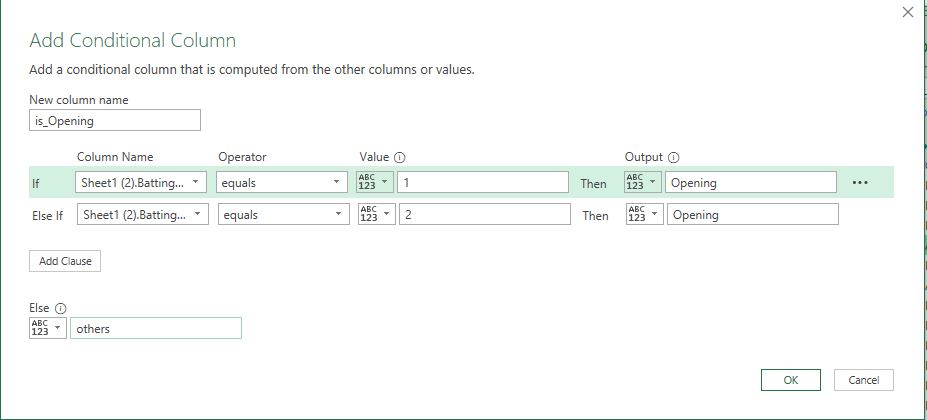 Add Conditional Column
Add a conditional column that is computed from the other columns or values.
New column name
is_Opening
Column Name Operator Value Output
If Sheet1 (2).Batting... equals ABC 123 1 Then ABC 123 Opening ...
Else If Sheet1 (2).Batting... equals ABC 123 2 Then ABC 123 Opening
Add Clause
Else
ABC 123 others
OK Cancel